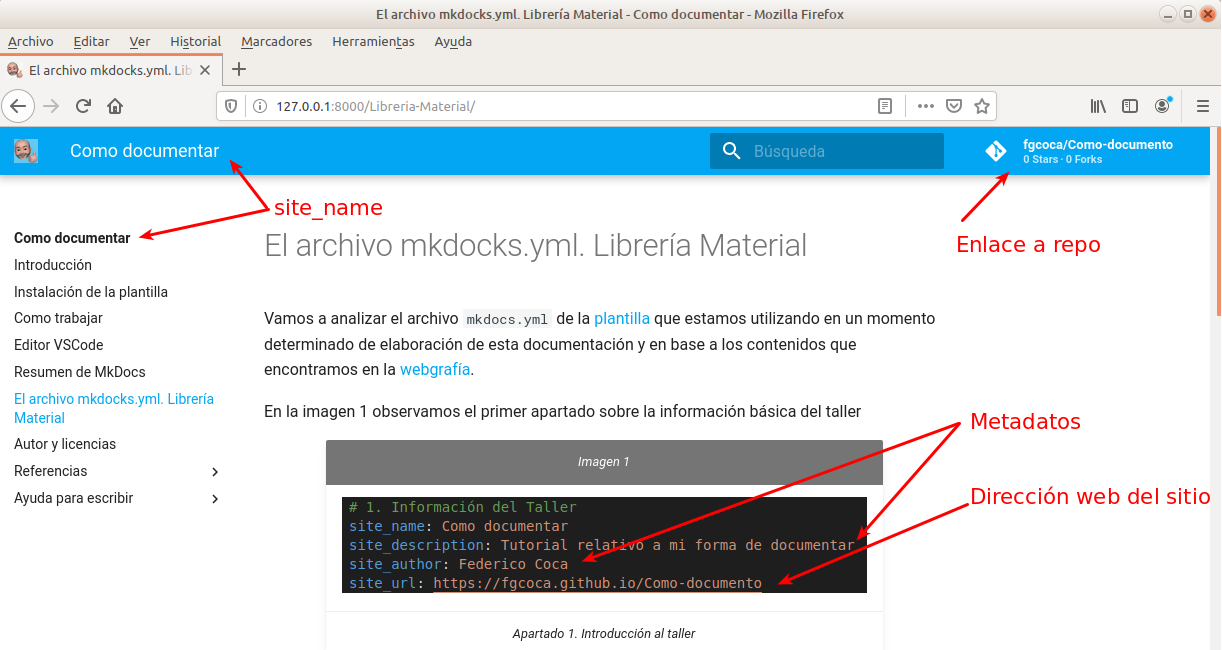 El archivo mkdocks.yml. Librería Material - Como documentar - Mozilla Firefox
Archivo Editar Ver Historial Marcadores Herramientas Ayuda
El archivo mkdocks.yml. Lib
127.0.0.1:8000/Libreria-Material/
Como documentar
Búsqueda
fgcoca/Como-documento
0 Stars · 0 Forks
site_name
Enlace a repo
Como documentar
Introducción
Instalación de la plantilla
Como trabajar
Editor VSCode
Resumen de MkDocs
El archivo mkdocks.yml. Librería
Material
Autor y licencias
Referencias
Ayuda para escribir
El archivo mkdocks.yml. Librería Material
Vamos a analizar el archivo mkdocs.yml de la plantilla que estamos utilizando en un momento
determinado de elaboración de esta documentación y en base a los contenidos que
encontramos en la webgrafía.
En la imagen 1 observamos el primer apartado sobre la información básica del taller
Metadatos
Dirección web del sitio
Imagen 1
# 1. Información del Taller
site_name: Como documentar
site_description: Tutorial relativo a mi forma de documentar
site_author: Federico Coca
site_url: https://fgcoca.github.io/Como-documento
Apartado 1. Introducción al taller